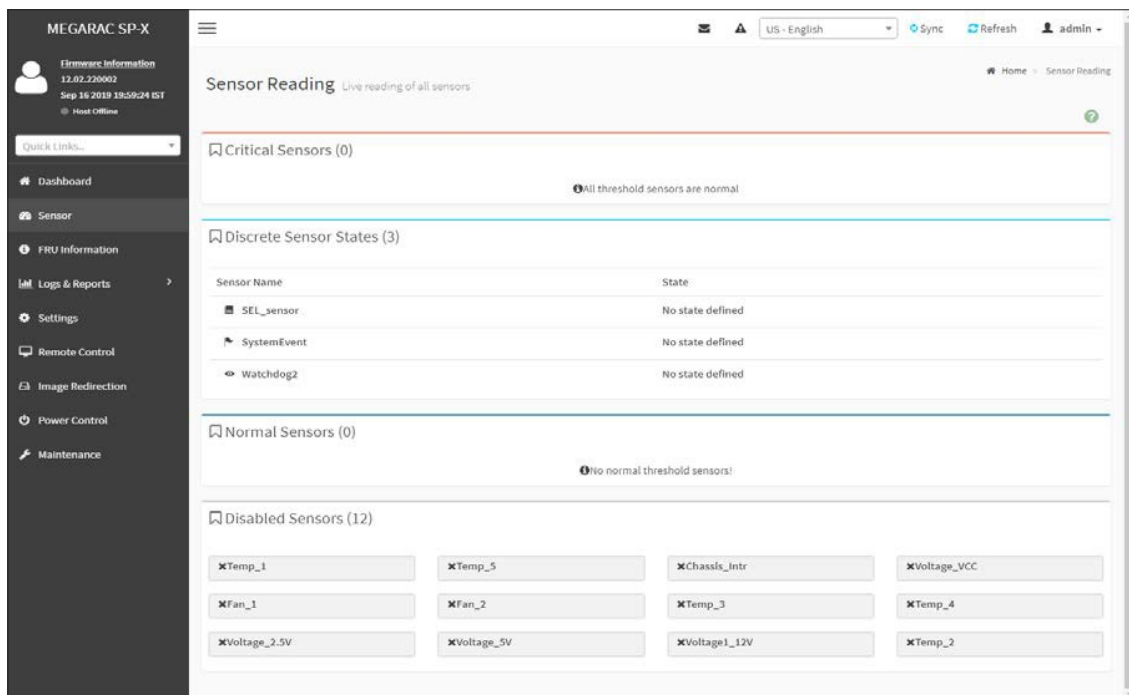 MEGARAC SP-X
US - English
Sync
Refresh
admin
Firmware Information
12.02.220002
Sep 16 2019 19:59:24 IST
Host Offline
Quick Links...
Dashboard
Sensor
FRU Information
Logs & Reports
Settings
Remote Control
Image Redirection
Power Control
Maintenance
Sensor Reading Live reading of all sensors
Home > Sensor Reading
Critical Sensors (0)
All threshold sensors are normal
Discrete Sensor States (3)
Sensor Name State
SEL_sensor No state defined
SystemEvent No state defined
Watchdog2 No state defined
Normal Sensors (0)
No normal threshold sensors!
Disabled Sensors (12)
Temp_1 Temp_5 Chassis_Intr Voltage_VCC
Fan_1 Fan_2 Temp_3 Temp_4
Voltage_2.5V Voltage_5V Voltage1_12V Temp_2